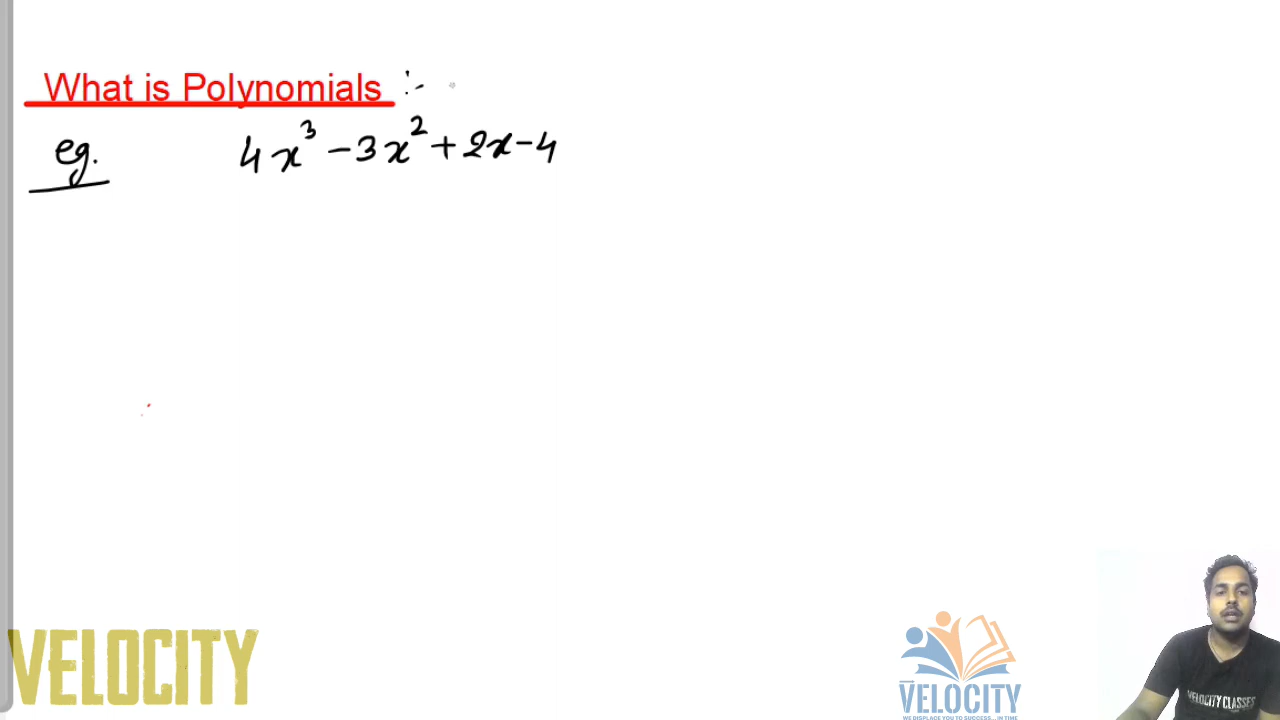 What is Polynomials :-
eg. 4x³ - 3x² + 2x - 4
VELOCITY
VELOCITY
WE DISPLACE YOU TO SUCCESS... IN TIME
VELOCITY CLASSES